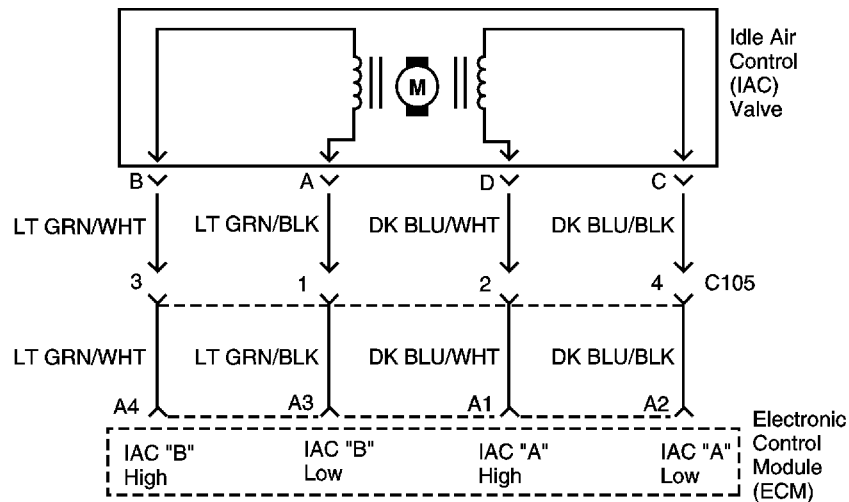 Idle Air
Control
(IAC)
Valve
M
B A D C
LT GRN/WHT LT GRN/BLK DK BLU/WHT DK BLU/BLK
3 1 2 4 C105
LT GRN/WHT LT GRN/BLK DK BLU/WHT DK BLU/BLK
A4 A3 A1 A2
IAC "B"
High
IAC "B"
Low
IAC "A"
High
IAC "A"
Low
Electronic
Control
Module
(ECM)